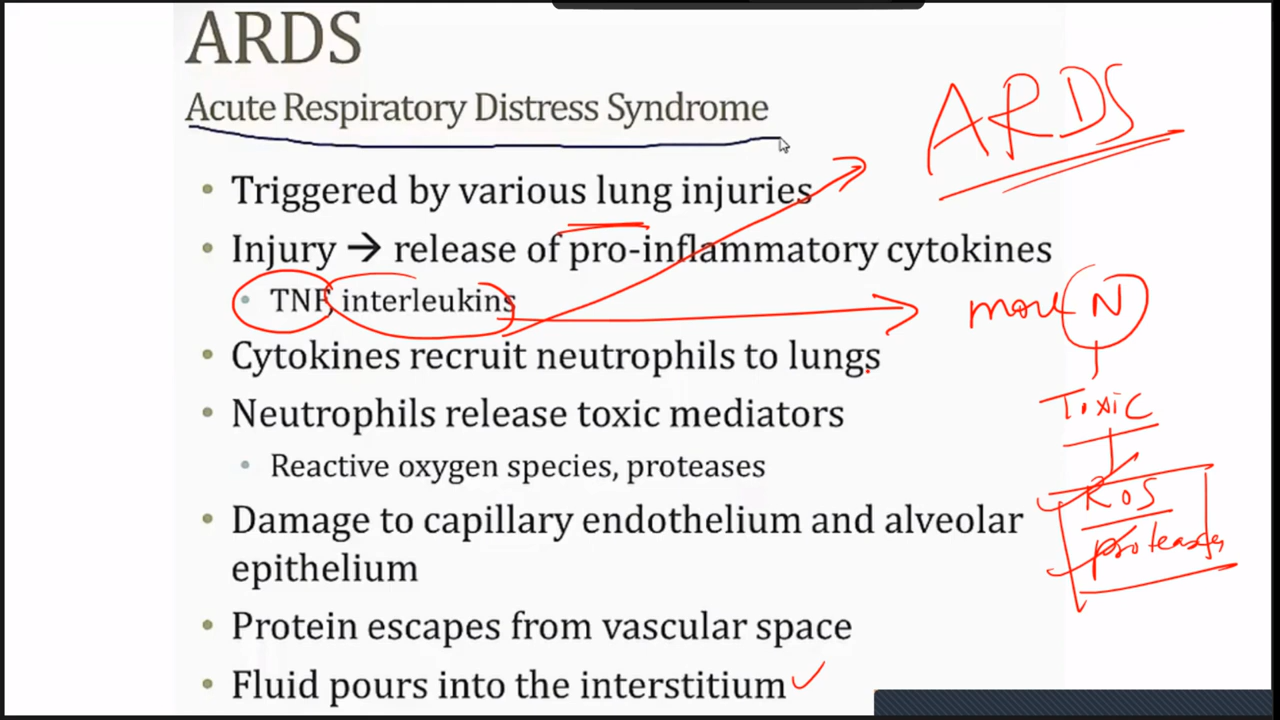 ARDS
Acute Respiratory Distress Syndrome
ARDS
• Triggered by various lung injuries
• Injury → release of pro-inflammatory cytokines
• TNF, interleukins
more N
• Cytokines recruit neutrophils to lungs
Toxic
• Neutrophils release toxic mediators
• Reactive oxygen species, proteases
ROS
proteases
• Damage to capillary endothelium and alveolar
epithelium
• Protein escapes from vascular space
• Fluid pours into the interstitium